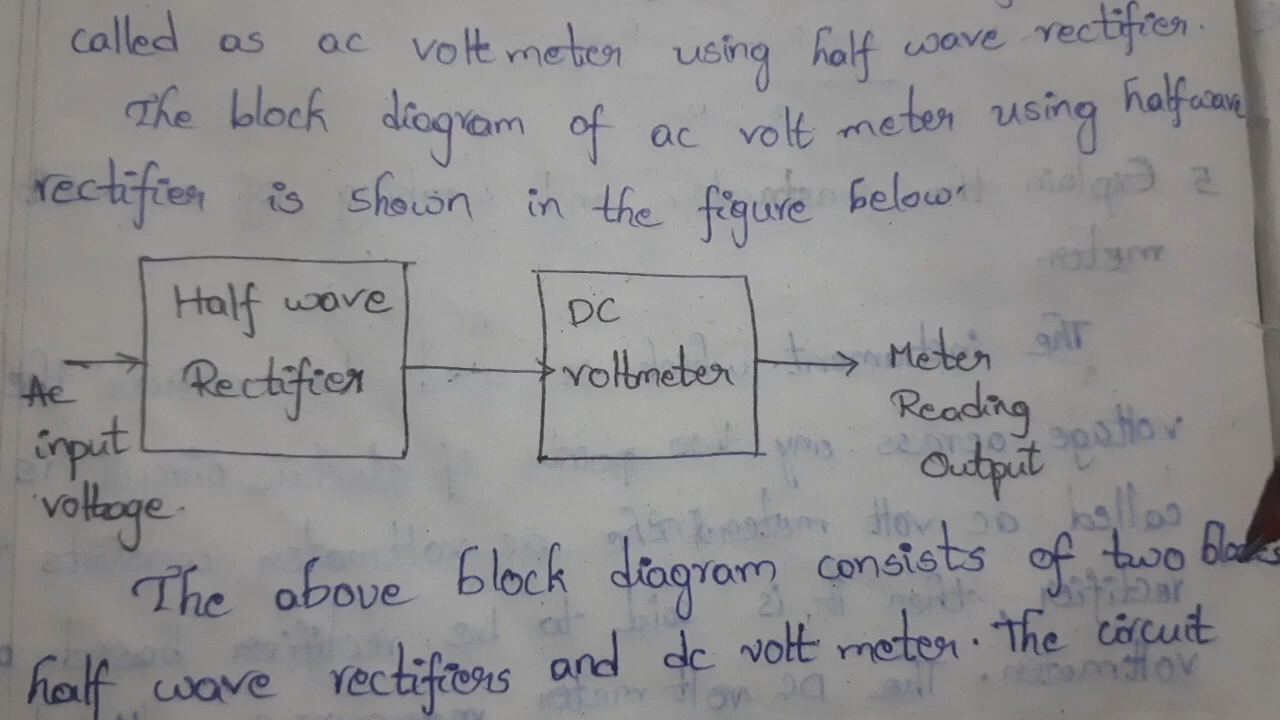 called as ac volt meter using half wave rectifier.
The block diagram of ac volt meter using halfwave
rectifier is shown in the figure below.
Half wave
Rectifier
DC
voltmeter
Ac
input
voltage.
Meter
Reading
Output
The above block diagram consists of two blocks
half wave rectifiers and dc volt meter. The circuit